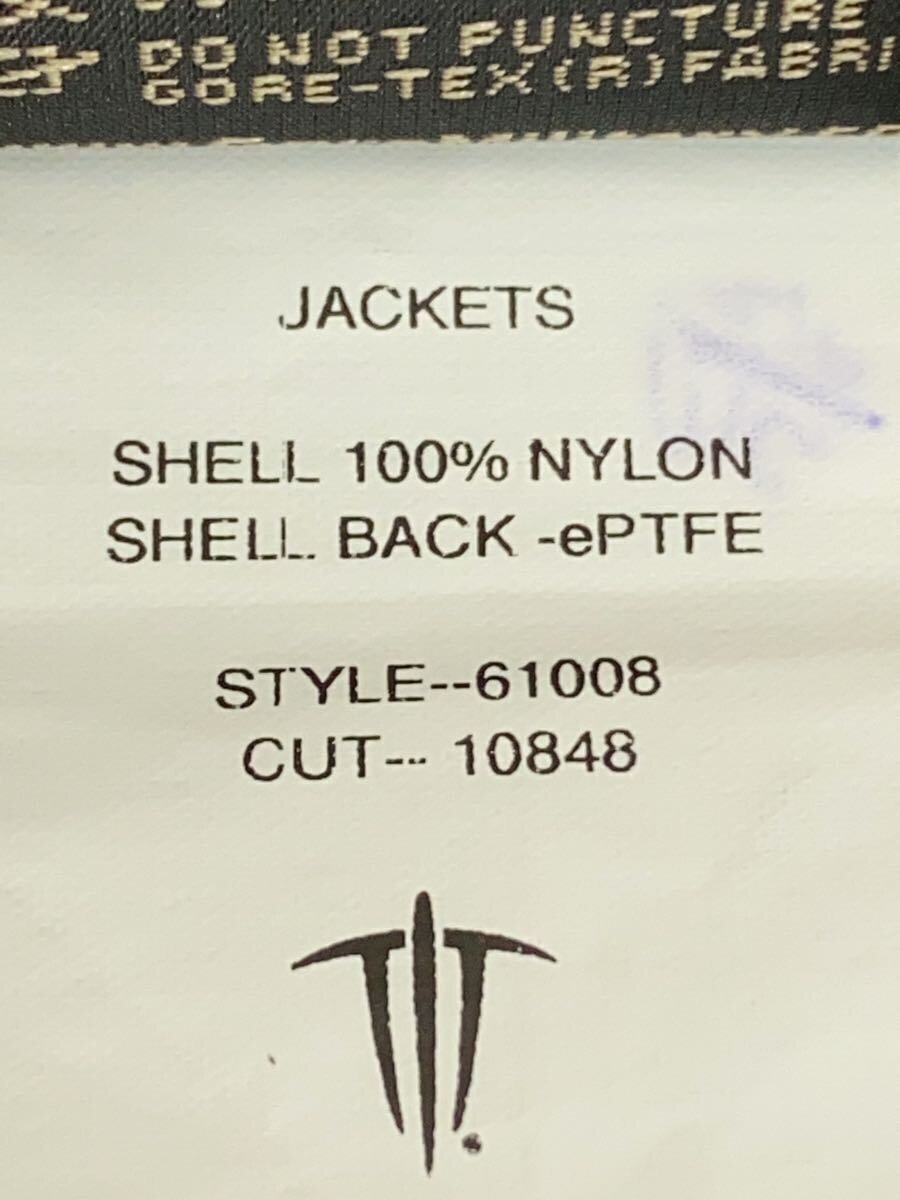 DO NOT PUNCTURE
GORE-TEX(R)FABRI
JACKETS
SHELL 100% NYLON
SHELL BACK -ePTFE
STYLE--61008
CUT--- 10848